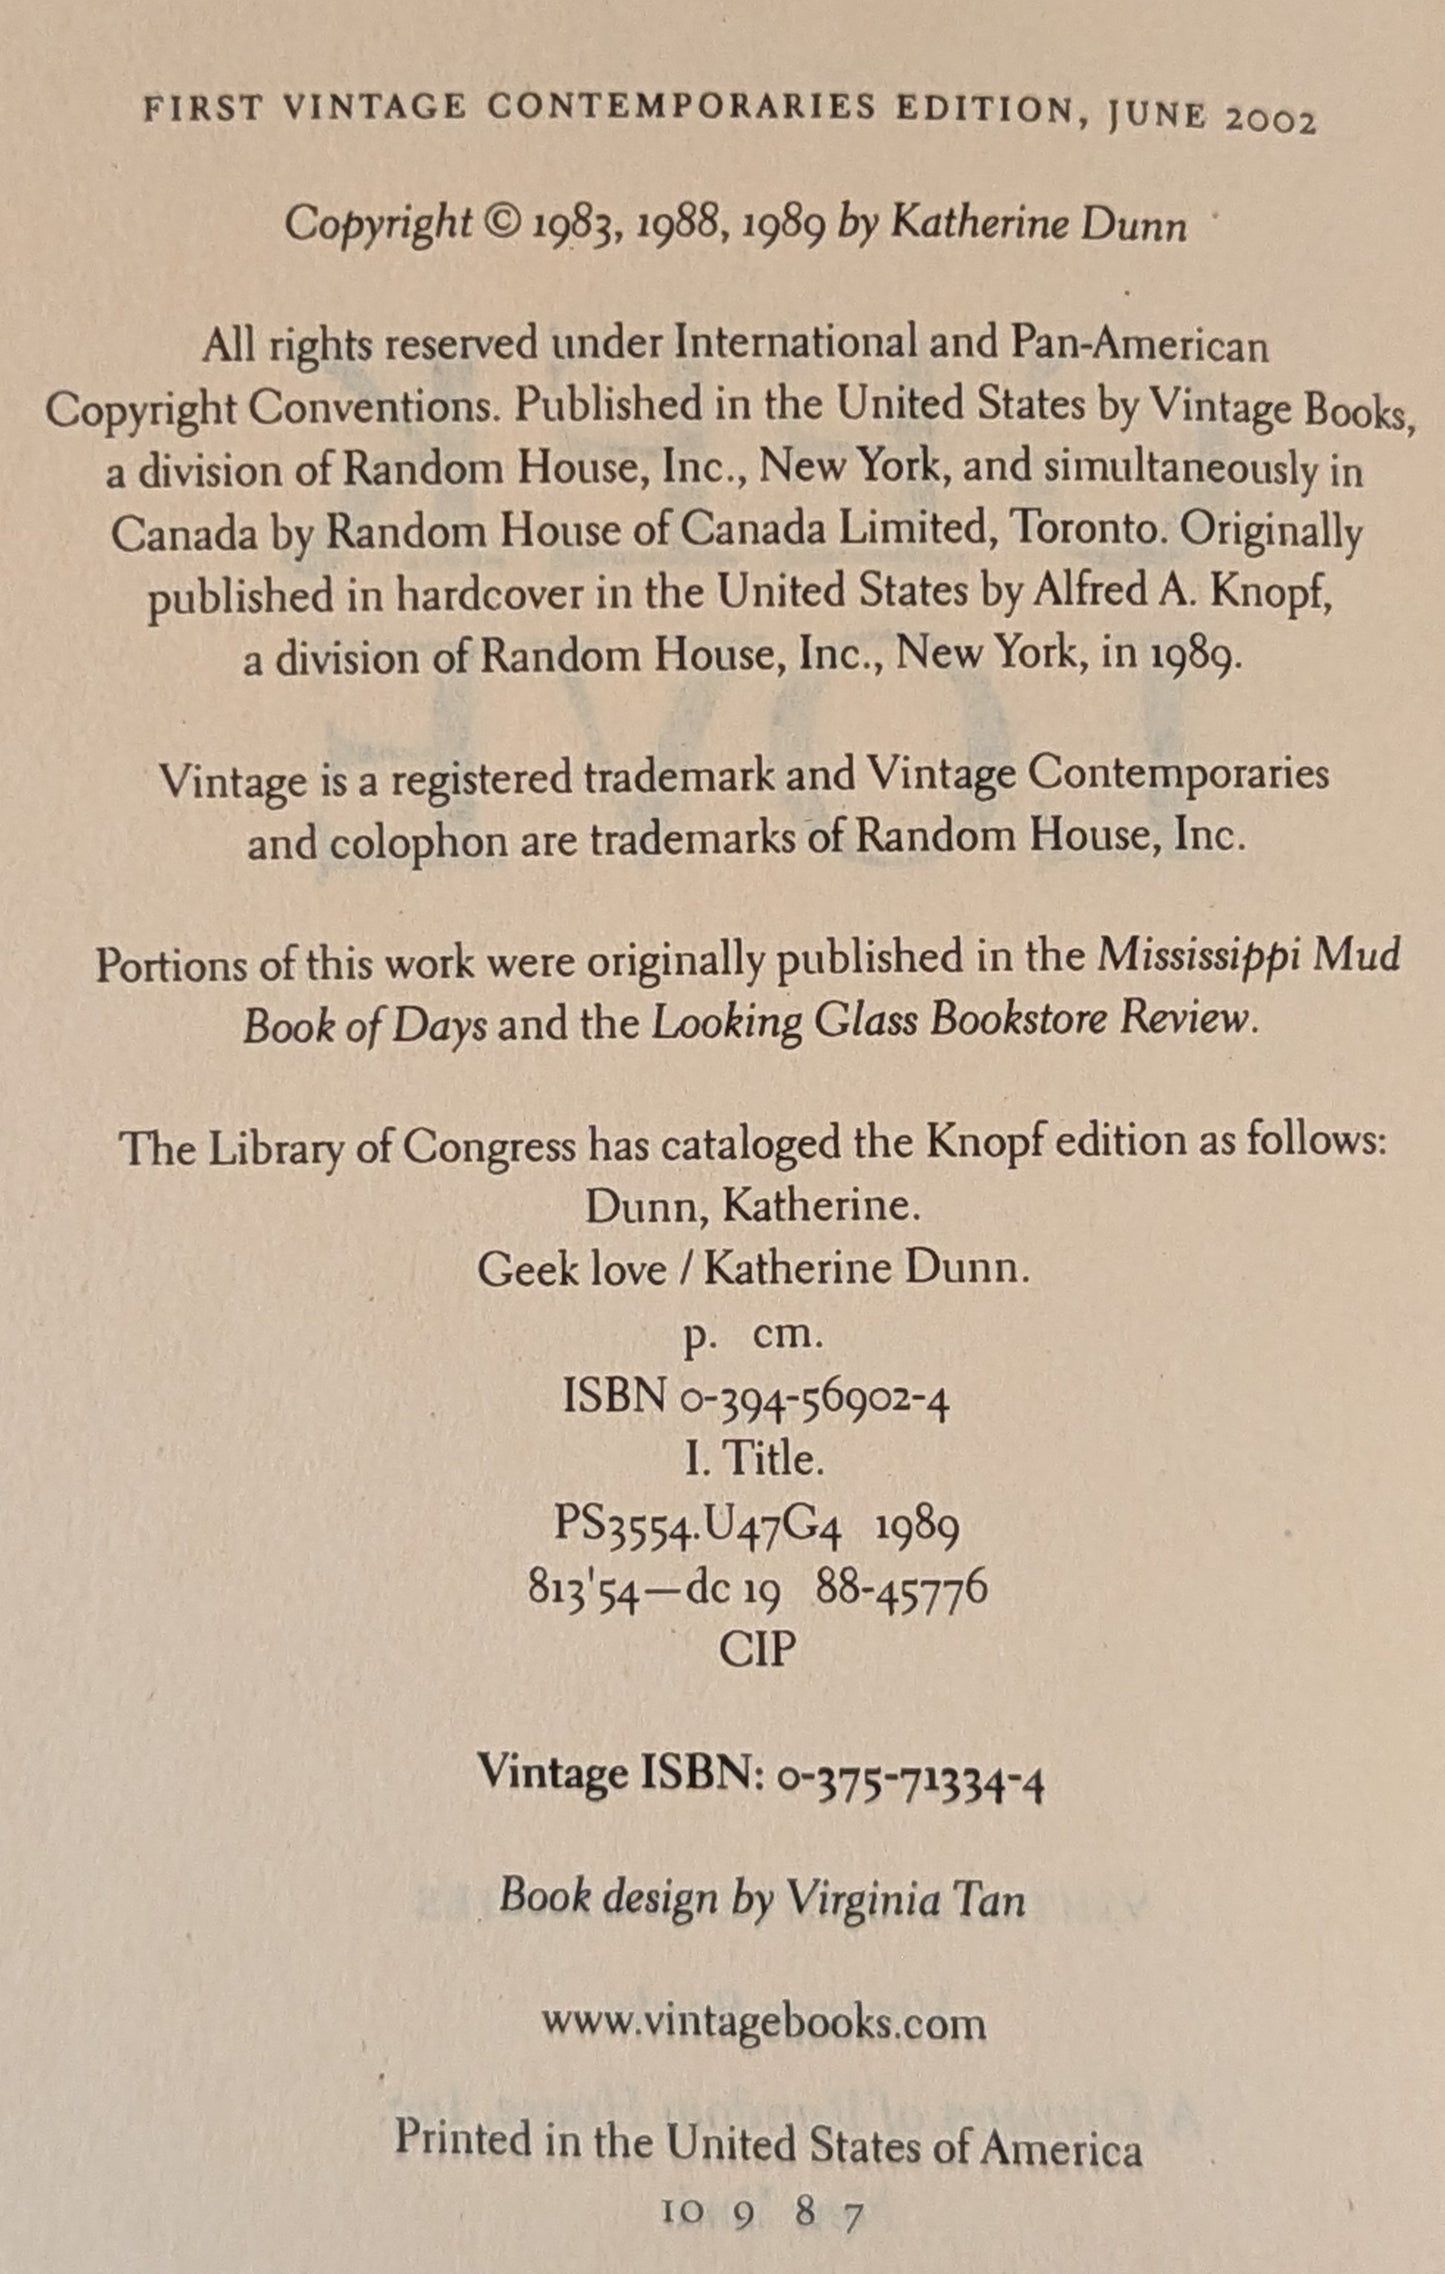 FIRST VINTAGE CONTEMPORARIES EDITION, JUNE 2002
Copyright © 1983, 1988, 1989 by Katherine Dunn
All rights reserved under International and Pan-American
Copyright Conventions. Published in the United States by Vintage Books,
a division of Random House, Inc., New York, and simultaneously in
Canada by Random House of Canada Limited, Toronto. Originally
published in hardcover in the United States by Alfred A. Knopf,
a division of Random House, Inc., New York, in 1989.
Vintage is a registered trademark and Vintage Contemporaries
and colophon are trademarks of Random House, Inc.
Portions of this work were originally published in the Mississippi Mud
Book of Days and the Looking Glass Bookstore Review.
The Library of Congress has cataloged the Knopf edition as follows:
Dunn, Katherine.
Geek love / Katherine Dunn.
p. cm.
ISBN 0-394-56902-4
I. Title.
PS3554.U47G4 1989
813'54—dc 19 88-45776
CIP
Vintage ISBN: 0-375-71334-4
Book design by Virginia Tan
www.vintagebooks.com
Printed in the United States of America
10 9 8 7